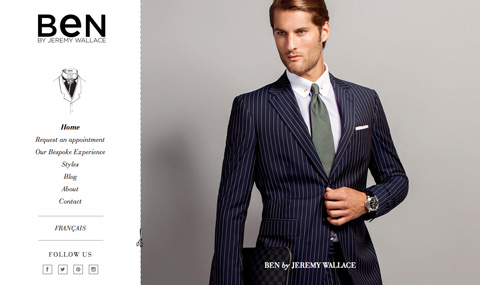 BeN
BY JEREMY WALLACE
Home
Request an appointment
Our Bespoke Experience
Styles
Blog
About
Contact
FRANÇAIS
FOLLOW US
BEN by JEREMY WALLACE